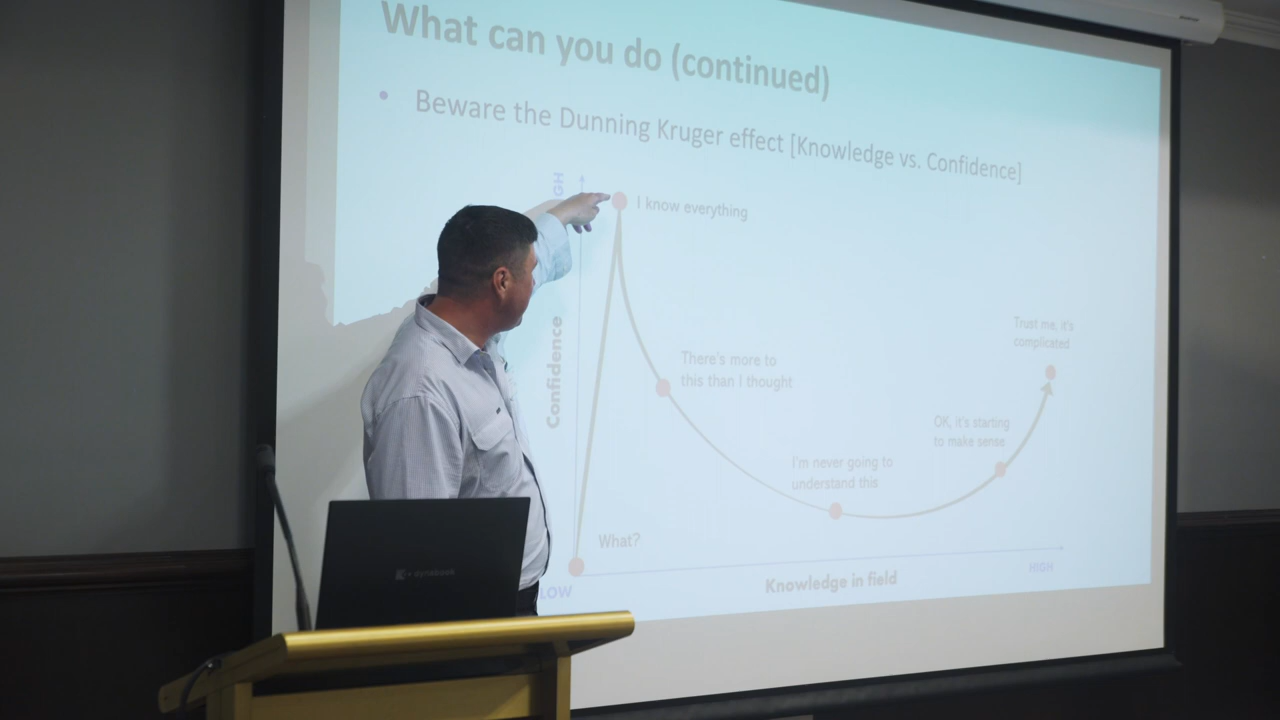 What can you do (continued)
• Beware the Dunning Kruger effect [Knowledge vs. Confidence]
GH
I know everything
Confidence
There's more to
this than I thought
Trust me, it's
complicated
OK, it's starting
to make sense
I'm never going to
understand this
What?
LOW
Knowledge in field
HIGH
dynabook